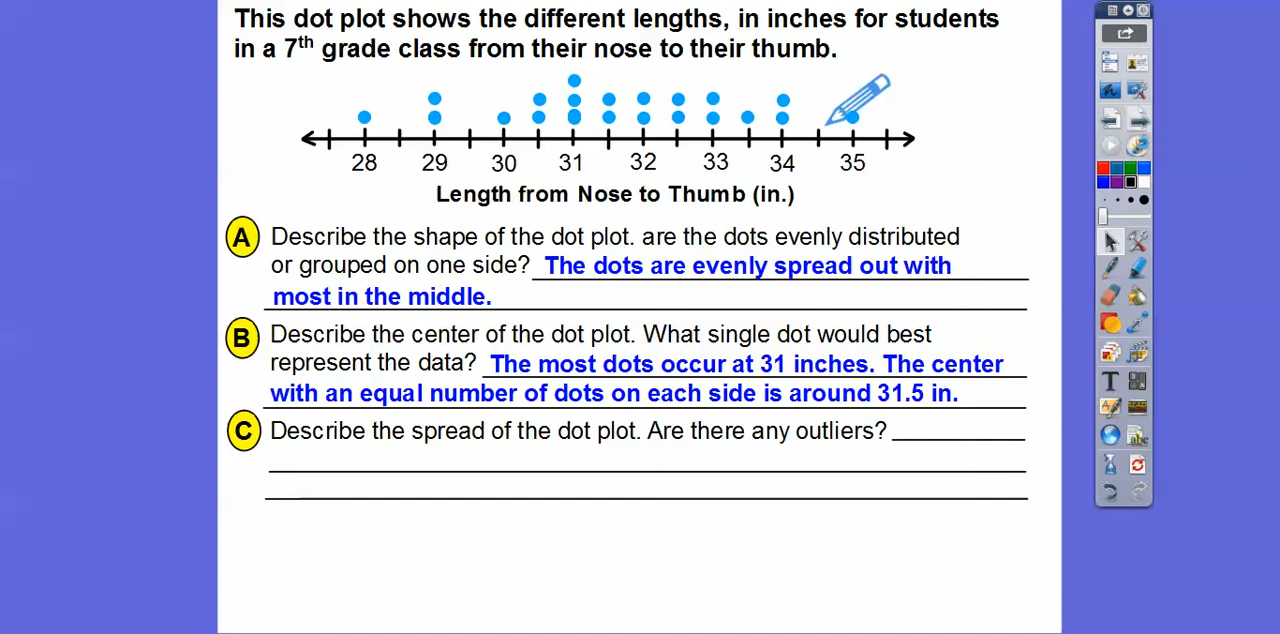 This dot plot shows the different lengths, in inches for students
in a 7th grade class from their nose to their thumb.
28 29 30 31 32 33 34 35
Length from Nose to Thumb (in.)
A Describe the shape of the dot plot. are the dots evenly distributed
or grouped on one side? The dots are evenly spread out with
most in the middle.
B Describe the center of the dot plot. What single dot would best
represent the data? The most dots occur at 31 inches. The center
with an equal number of dots on each side is around 31.5 in.
C Describe the spread of the dot plot. Are there any outliers?
T
abc